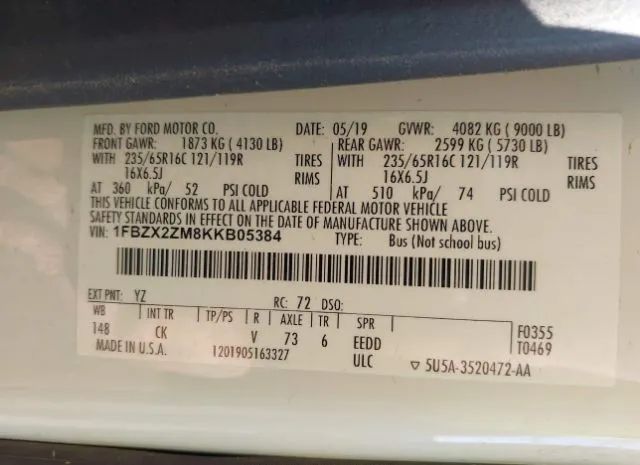 MFD. BY FORD MOTOR CO. DATE: 05/19 GVWR: 4082 KG ( 9000 LB)
FRONT GAWR: 1873 KG ( 4130 LB) REAR GAWR: 2599 KG ( 5730 LB)
WITH 235/65R16C 121/119R TIRES WITH 235/65R16C 121/119R TIRES
16X6.5J RIMS 16X6.5J RIMS
AT 360 kPa/ 52 PSI COLD AT 510 kPa/ 74 PSI COLD
THIS VEHICLE CONFORMS TO ALL APPLICABLE FEDERAL MOTOR VEHICLE
SAFETY STANDARDS IN EFFECT ON THE DATE OF MANUFACTURE SHOWN ABOVE.
VIN: 1FBZX2ZM8KKB05384 TYPE: Bus (Not school bus)
EXT PNT: YZ RC: 72 DSO:
WB INT TR TP/PS R AXLE TR SPR F0355
148 CK V 73 6 EEDD T0469
MADE IN U.S.A. 1201905163327 ULC ▽ 5U5A-3520472-AA